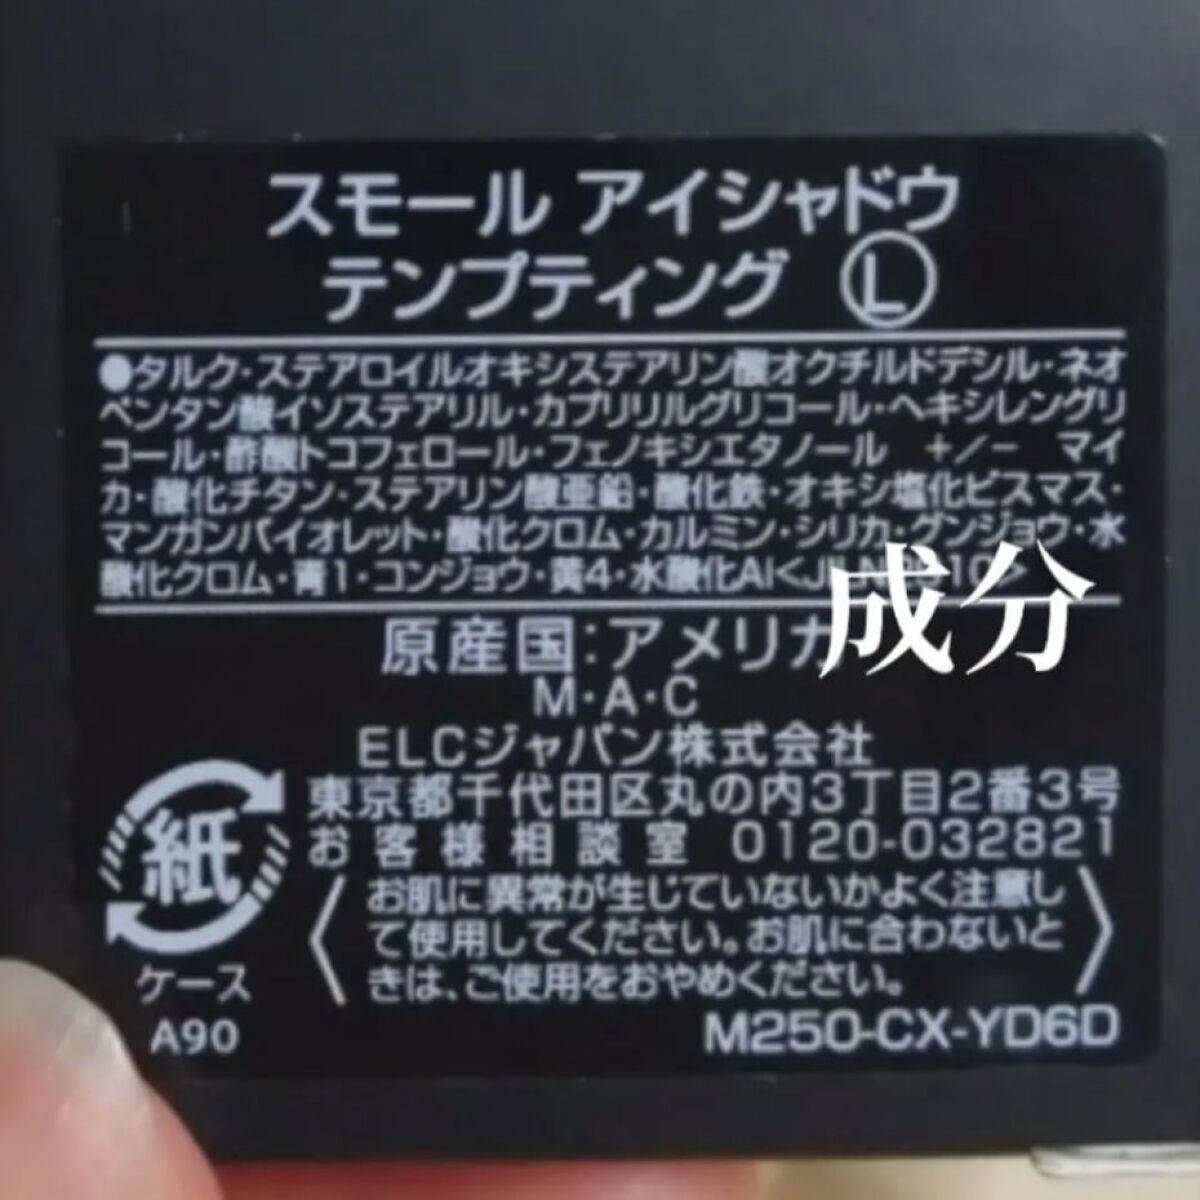 スモール アイシャドウ
テンプティング Ⓛ
●タルク・ステアロイルオキシステアリン酸オクチルドデシル・ネオ
ペンタン酸イソステアリル・カプリリルグリコール・ヘキシレングリ
コール・酢酸トコフェロール・フェノキシエタノール +/- マイ
カ・酸化チタン・ステアリン酸亜鉛・酸化鉄・オキシ塩化ビスマス・
マンガンバイオレット・酸化クロム・カルミン・シリカ・グンジョウ・水
酸化クロム・青1・コンジョウ・黄4・水酸化Al
成分
原産国:アメリカ
M・A・C
ELCジャパン株式会社
東京都千代田区丸の内3丁目2番3号
お客様相談室 0120-032821
お肌に異常が生じていないかよく注意し
て使用してください。お肌に合わないと
きは、ご使用をおやめください。
紙
ケース
A90
M250-CX-YD6D